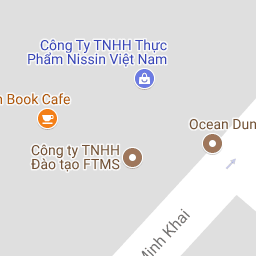 Công Ty TNHH Thực
Phẩm Nissin Việt Nam
Book Cafe
Ocean Dun
Công ty TNHH
Đào tạo FTMS
Minh Khai